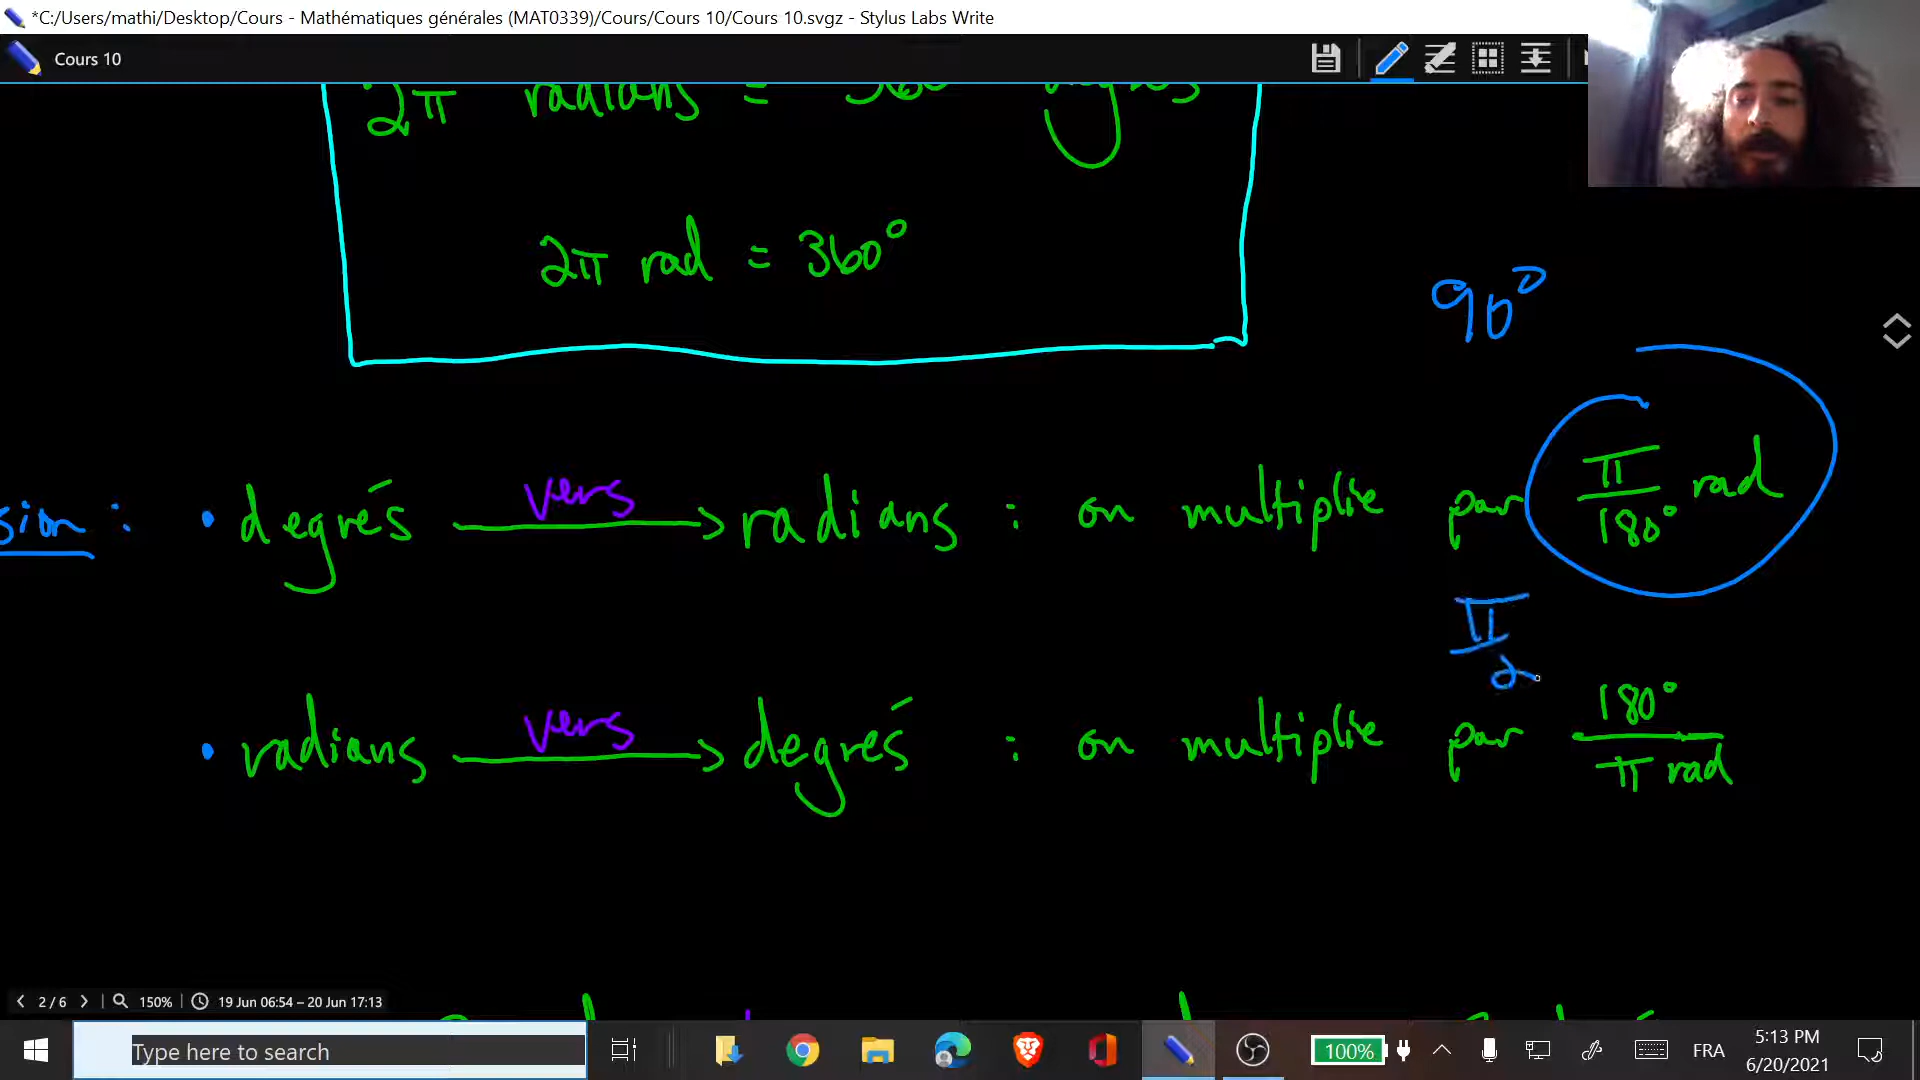 *C:/Users/mathi/Desktop/Cours - Mathématiques générales (MAT0339)/Cours/Cours 10/Cours 10.svgz - Stylus Labs Write
Cours 10
2π radians = 360 degrés
2π rad = 360°
90°
sion : • degrés vers → radians : on multiplie par π/180° rad
π/2
• radians vers → degrés : on multiplie par 180°/π rad
2 / 6 150% 19 Jun 06:54 – 20 Jun 17:13
Type here to search
100% FRA 5:13 PM
6/20/2021